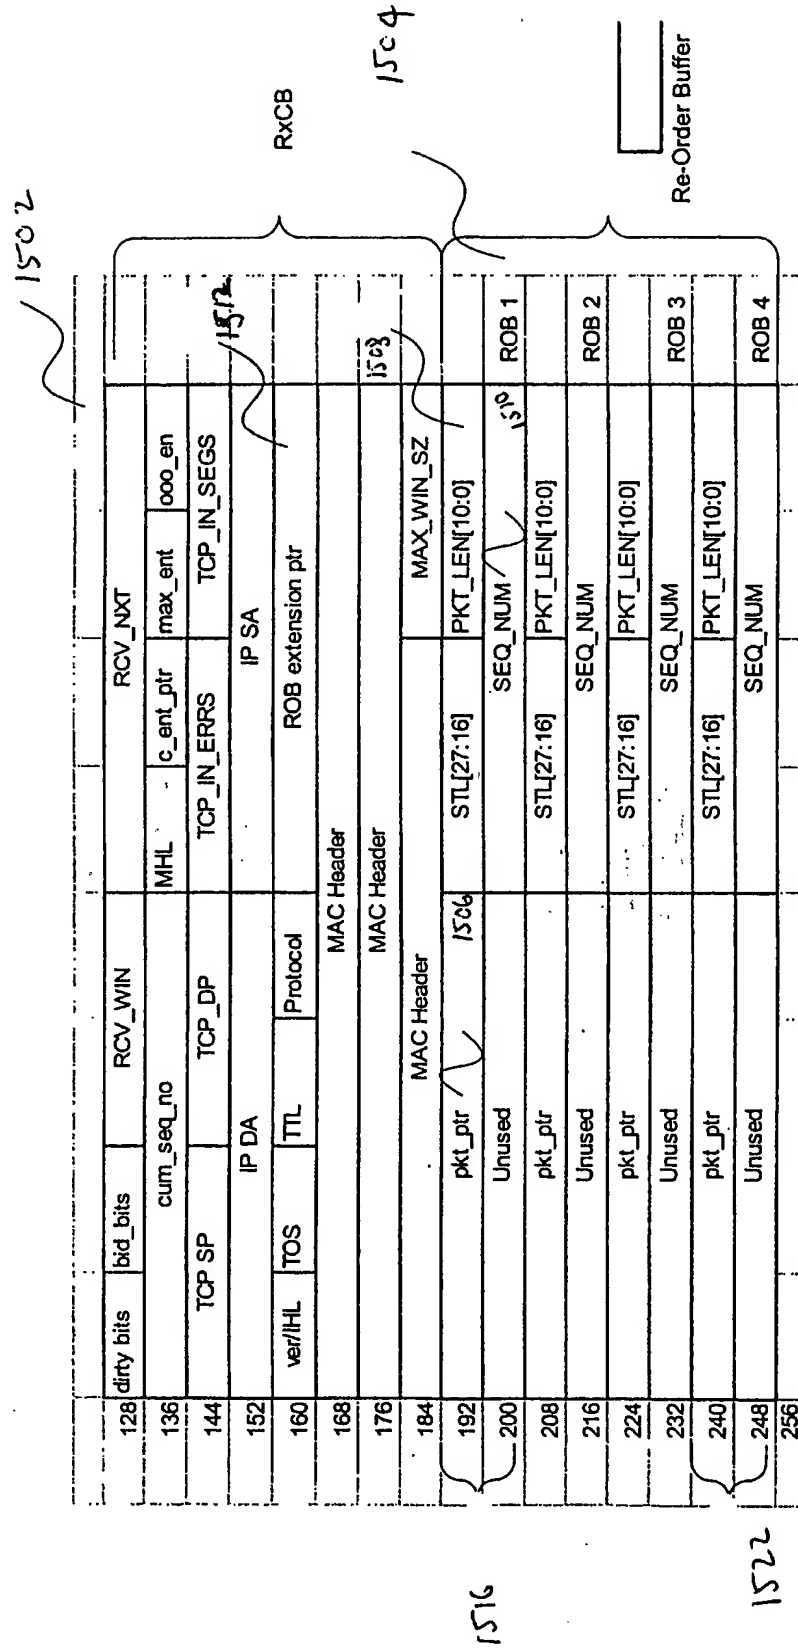 1502
128 dirty bits bid_bits RCV_WIN RCV_NXT
136 cum_seq_no MHL c_ent_ptr max_ent ooo_en
144 TCP SP TCP_DP TCP_IN_ERRS TCP_IN_SEGS
1512
152 IP DA IP SA
160 ver/IHL TOS TTL Protocol ROB extension ptr
168 MAC Header
176 MAC Header
1508
184 MAC Header MAX_WIN_SZ
RxCB
1504
192 pkt_ptr 1506 STL[27:16] PKT_LEN[10:0]
200 Unused SEQ_NUM 1510 ROB 1
208 pkt_ptr STL[27:16] PKT_LEN[10:0]
216 Unused SEQ_NUM ROB 2
224 pkt_ptr STL[27:16] PKT_LEN[10:0]
232 Unused SEQ_NUM ROB 3
240 pkt_ptr STL[27:16] PKT_LEN[10:0]
248 Unused SEQ_NUM ROB 4
256
1516
1522
Re-Order Buffer